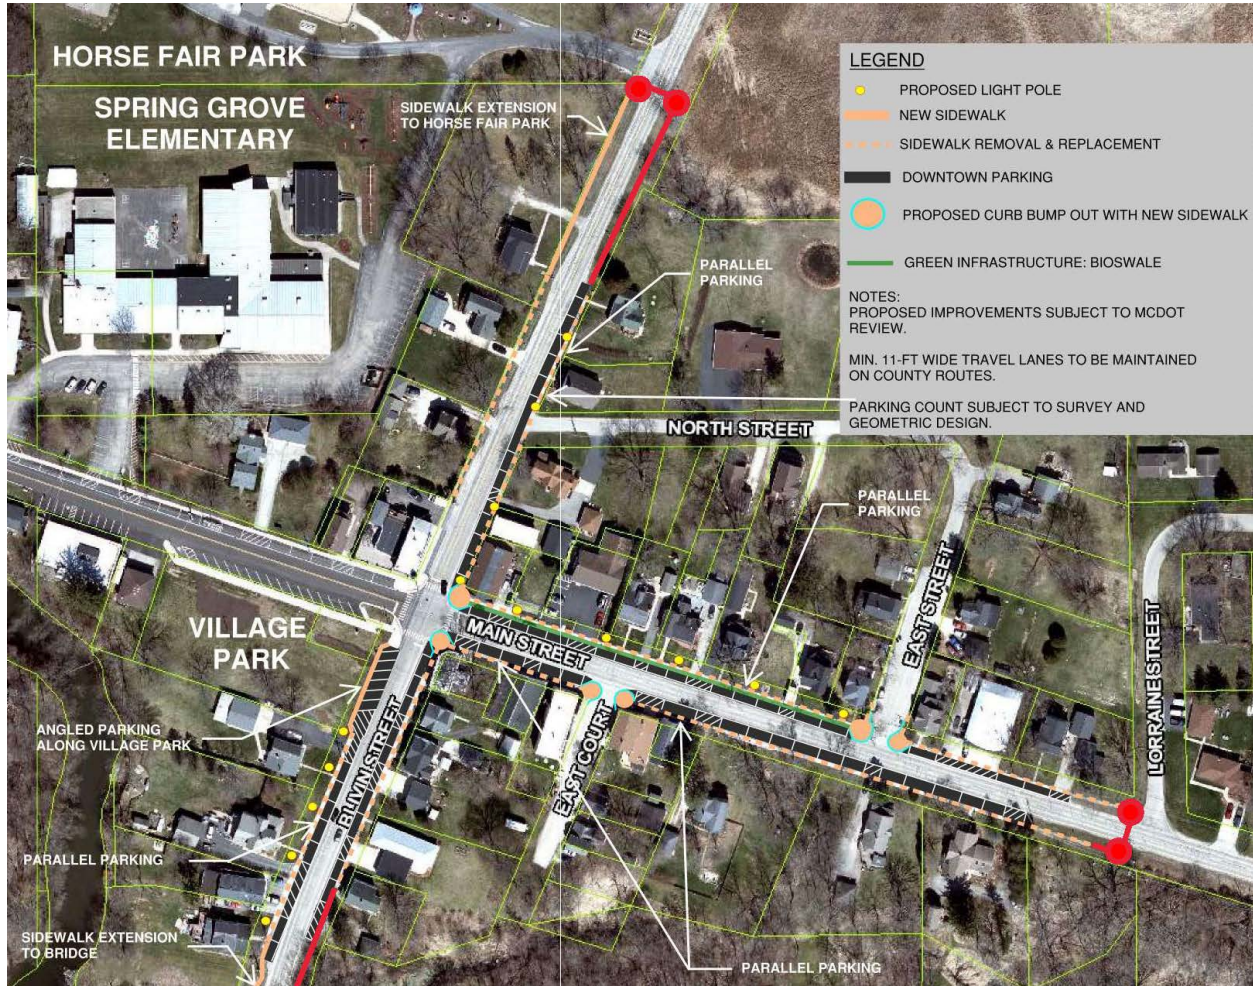 HORSE FAIR PARK
SPRING GROVE
ELEMENTARY
SIDEWALK EXTENSION
TO HORSE FAIR PARK
LEGEND
PROPOSED LIGHT POLE
NEW SIDEWALK
SIDEWALK REMOVAL & REPLACEMENT
DOWNTOWN PARKING
PROPOSED CURB BUMP OUT WITH NEW SIDEWALK
GREEN INFRASTRUCTURE: BIOSWALE
NOTES:
PROPOSED IMPROVEMENTS SUBJECT TO MCDOT
REVIEW.
MIN. 11-FT WIDE TRAVEL LANES TO BE MAINTAINED
ON COUNTY ROUTES.
PARKING COUNT SUBJECT TO SURVEY AND
GEOMETRIC DESIGN.
PARALLEL
PARKING
NORTH STREET
PARALLEL
PARKING
EAST STREET
LORRAINE STREET
VILLAGE
PARK
MAIN STREET
ANGLED PARKING
ALONG VILLAGE PARK
BLIVIN STREET
EAST COURT
PARALLEL PARKING
SIDEWALK EXTENSION
TO BRIDGE
PARALLEL PARKING